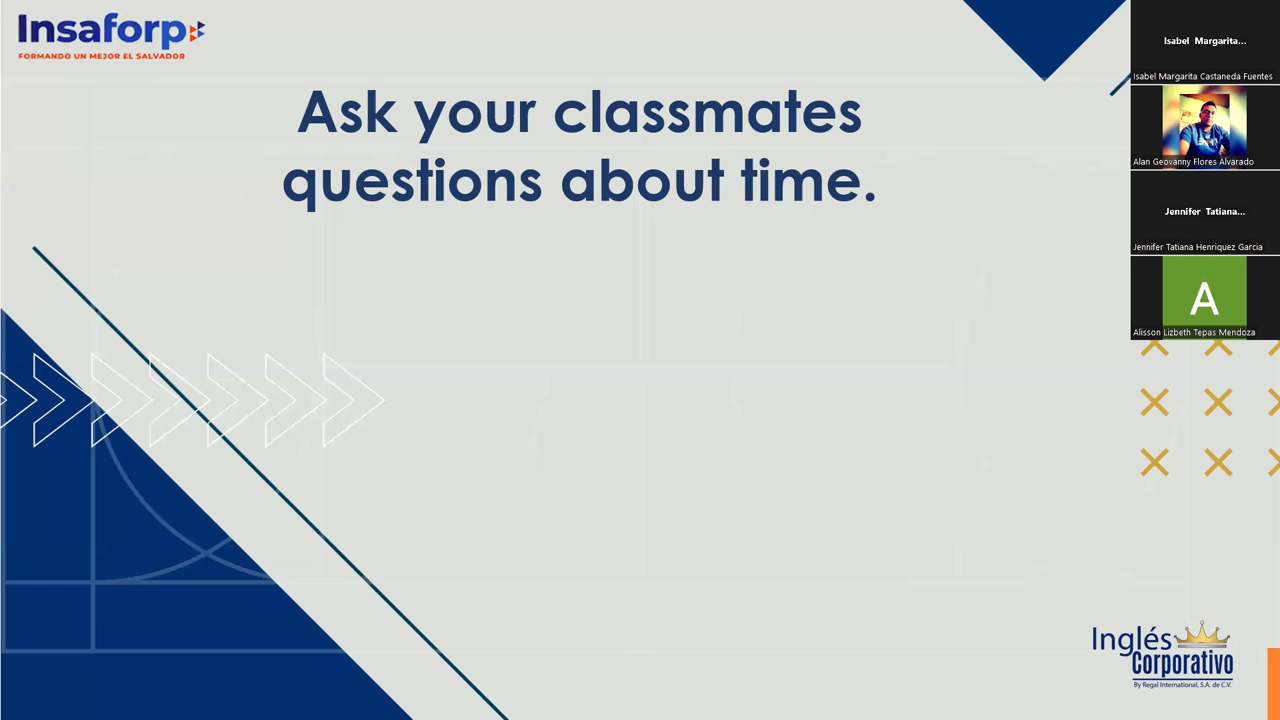 Insaforp
FORMANDO UN MEJOR EL SALVADOR
Ask your classmates
questions about time.
Isabel Margarita...
Isabel Margarita Castaneda Fuentes
Alan Geovanny Flores Alvarado
Jennifer Tatiana...
Jennifer Tatiana Henriquez Garcia
A
Alisson Lizbeth Tepas Mendoza
Inglés
Corporativo
By Regal International, S.A. de C.V.